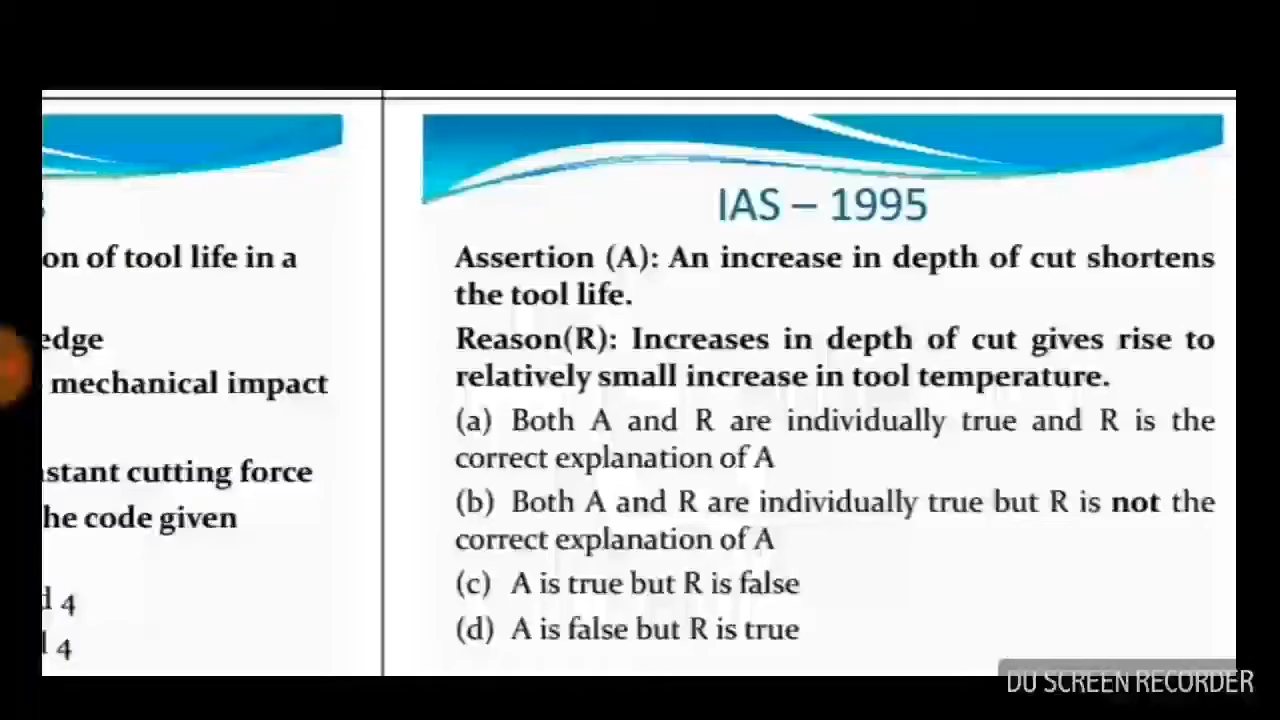 on of tool life in a
edge
mechanical impact
stant cutting force
he code given
4
4
IAS – 1995
Assertion (A): An increase in depth of cut shortens
the tool life.
Reason(R): Increases in depth of cut gives rise to
relatively small increase in tool temperature.
(a) Both A and R are individually true and R is the
correct explanation of A
(b) Both A and R are individually true but R is not the
correct explanation of A
(c) A is true but R is false
(d) A is false but R is true
DU SCREEN RECORDER